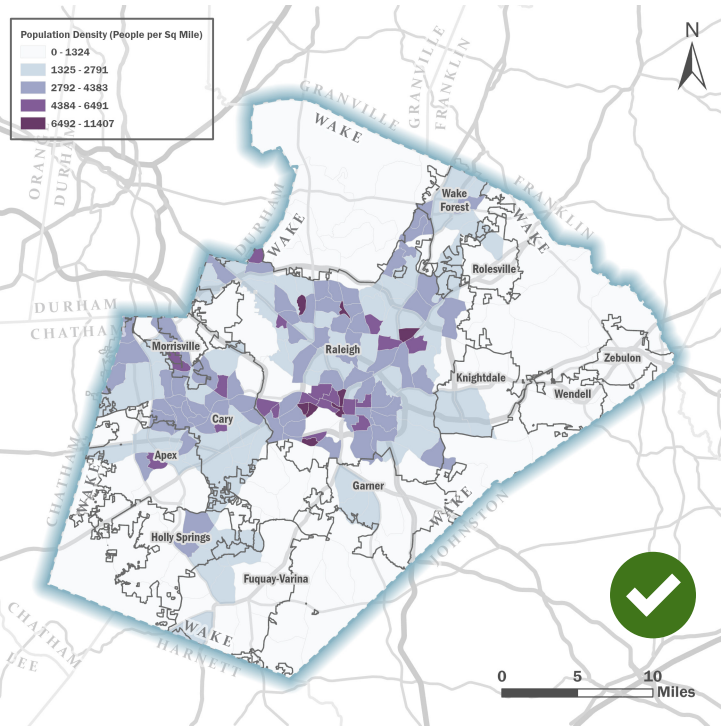 Population Density (People per Sq Mile)
0 - 1324
1325 - 2791
2792 - 4383
4384 - 6491
6492 - 11407
N
GRANVILLE
FRANKLIN
GRANVILLE
WAKE
ORANGE
DURHAM
Wake
Forest
FRANKLIN
WAKE
DURHAM
WAKE
Rolesville
DURHAM
CHATHAM
Morrisville
Raleigh
Zebulon
Knightdale
Wendell
Cary
Apex
CHATHAM
WAKE
Garner
WAKE
JOHNSTON
Holly Springs
Fuquay-Varina
CHATHAM
LEE
WAKE
HARNETT
0 5 10
Miles